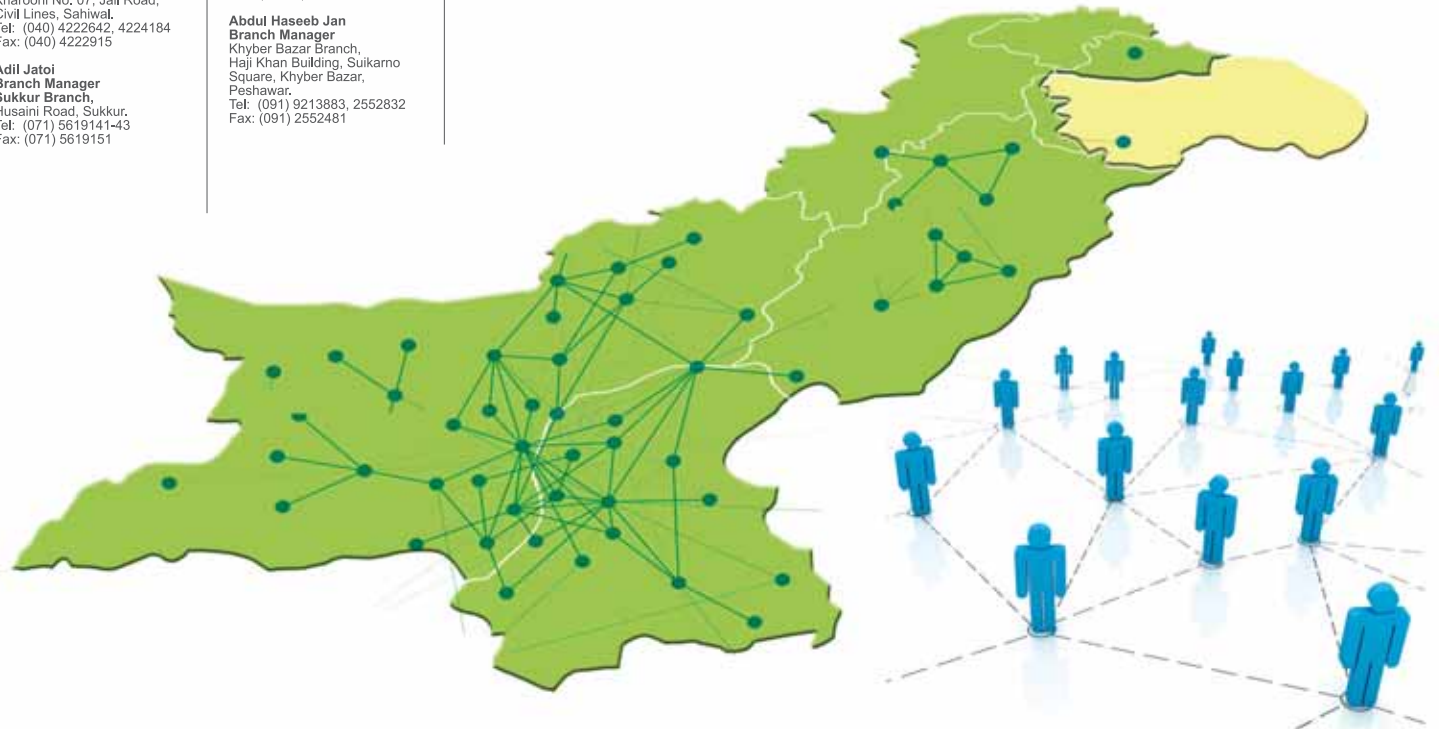 Civil Lines, Sahiwal.
Tel: (040) 4222642, 4224184
Fax: (040) 4222915
Adil Jatoi
Branch Manager
Sukkur Branch,
Husaini Road, Sukkur.
Tel: (071) 5619141-43
Fax: (071) 5619151
Abdul Haseeb Jan
Branch Manager
Khyber Bazar Branch,
Haji Khan Building, Suikarno
Square, Khyber Bazar,
Peshawar.
Tel: (091) 9213883, 2552832
Fax: (091) 2552481